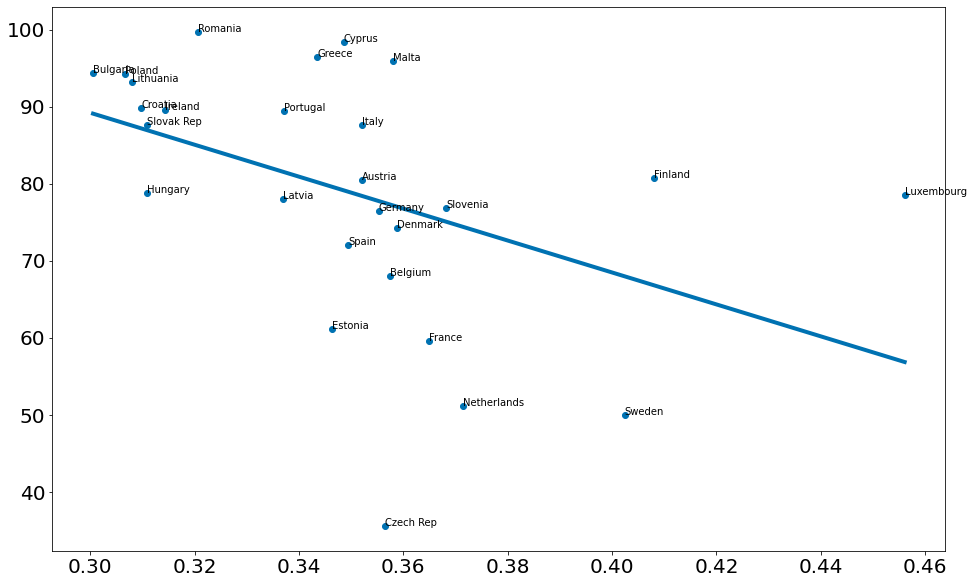 100
90
80
70
60
50
40
Romania
Cyprus
Greece
Malta
Bulgaria
Poland
Lithuania
Croatia
Ireland
Portugal
Slovak Rep
Italy
Hungary
Latvia
Austria
Finland
Luxembourg
Germany
Slovenia
Denmark
Spain
Belgium
Estonia
France
Netherlands
Sweden
Czech Rep
0.30 0.32 0.34 0.36 0.38 0.40 0.42 0.44 0.46